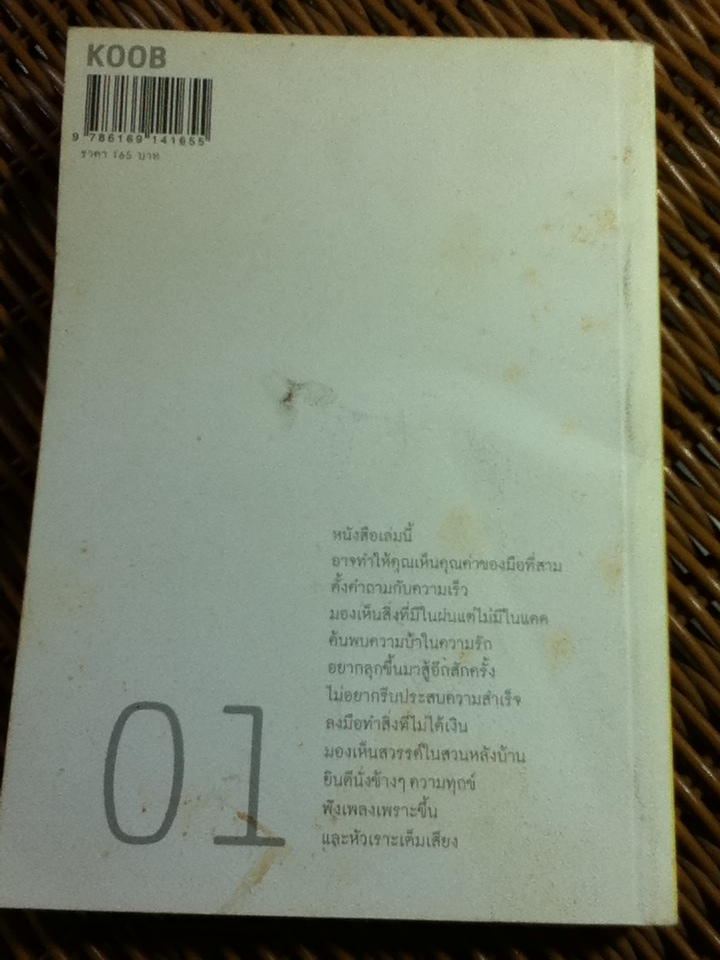 KOOB
9 786169 141655
ราคา 165 บาท
หนังสือเล่มนี้
อาจทำให้คุณเห็นคุณค่าของมือที่สาม
ตั้งคำถามกับความเร็ว
มองเห็นสิ่งที่มีในฝนแต่ไม่มีในแดด
ค้นพบความบ้าในความรัก
อยากลุกขึ้นมาสู้อีกสักครั้ง
ไม่อยากรีบประสบความสำเร็จ
ลงมือทำสิ่งที่ไม่ได้เงิน
มองเห็นสวรรค์ในสวนหลังบ้าน
ยินดีนั่งข้างๆ ความทุกข์
ฟังเพลงเพราะขึ้น
และหัวเราะเต็มเสียง
01